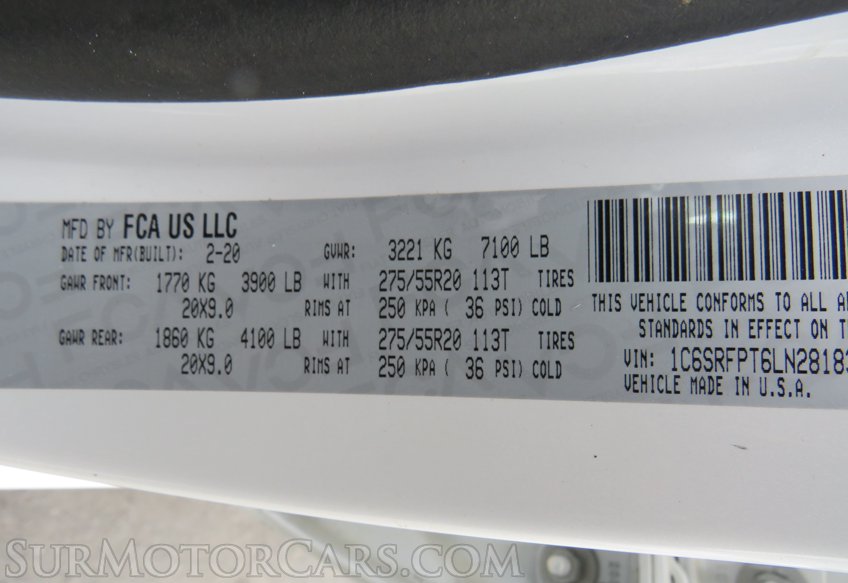 MFD BY FCA US LLC
DATE OF MFR(BUILT): 2-20 GVWR: 3221 KG 7100 LB
GAWR FRONT: 1770 KG 3900 LB WITH 275/55R20 113T TIRES
20X9.0 RIMS AT 250 KPA ( 36 PSI) COLD
GAWR REAR: 1860 KG 4100 LB WITH 275/55R20 113T TIRES
20X9.0 RIMS AT 250 KPA ( 36 PSI) COLD
THIS VEHICLE CONFORMS TO ALL
STANDARDS IN EFFECT ON
VIN: 1C6SRFPT6LN28183
VEHICLE MADE IN U.S.A.
SurMotorCars.com